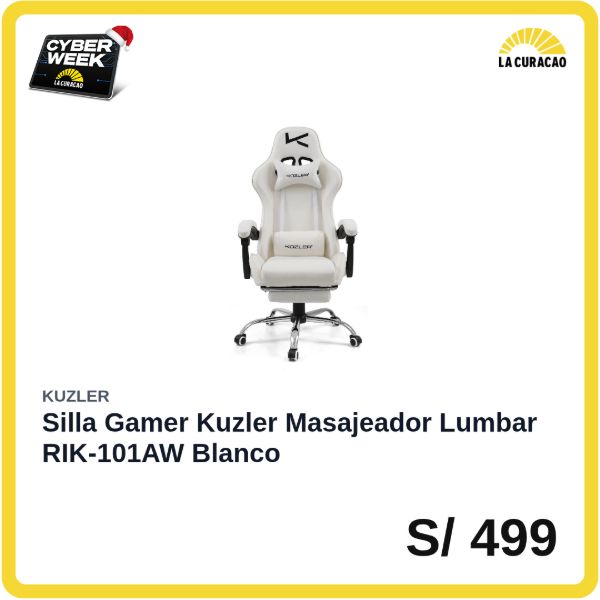 CYBER
WEEK
LA CURACAO
LA CURACAO
KUZLER
KUZLER
KUZLER
Silla Gamer Kuzler Masajeador Lumbar
RIK-101AW Blanco
S/ 499